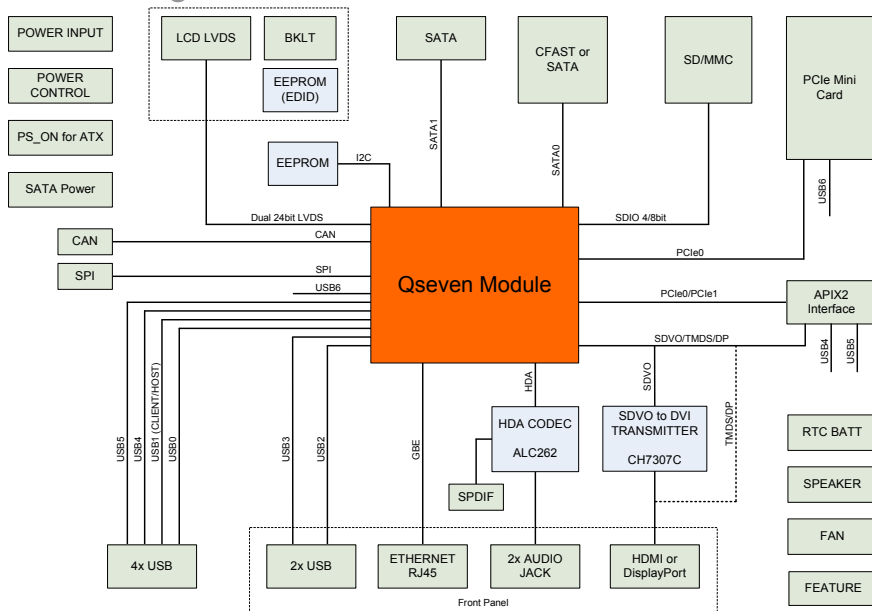 POWER INPUT
POWER
CONTROL
PS_ON for ATX
SATA Power
LCD LVDS
BKLT
EEPROM
(EDID)
SATA
CFAST or
SATA
SD/MMC
PCIe Mini
Card
EEPROM
I2C
SATA1
SATA0
USB6
Dual 24bit LVDS
SDIO 4/8bit
CAN
CAN
PCIe0
SPI
SPI
USB6
Qseven Module
PCIe0/PCIe1
APIX2
Interface
SDVO/TMDS/DP
USB4
USB5
USB5
USB4
USB1 (CLIENT/HOST)
USB0
USB3
USB2
GBE
HDA
SDVO
TMDS/DP
HDA CODEC
ALC262
SDVO to DVI
TRANSMITTER
CH7307C
SPDIF
RTC BATT
SPEAKER
FAN
FEATURE
4x USB
2x USB
ETHERNET
RJ45
2x AUDIO
JACK
HDMI or
DisplayPort
Front Panel